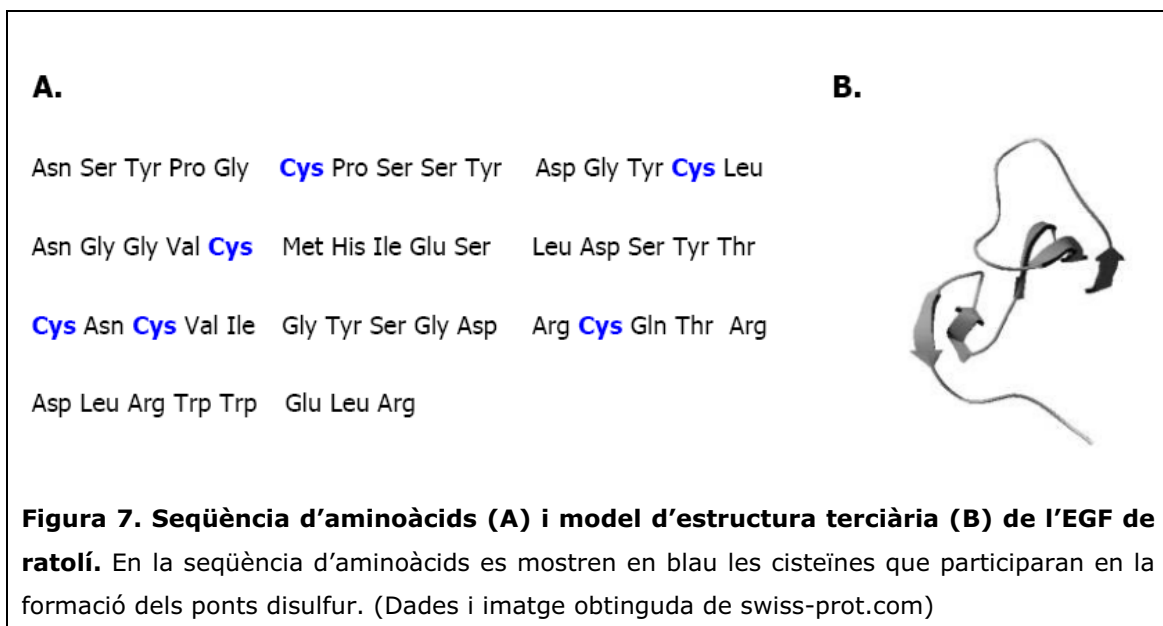 A.
B.
Asn Ser Tyr Pro Gly Cys Pro Ser Ser Tyr Asp Gly Tyr Cys Leu
Asn Gly Gly Val Cys Met His Ile Glu Ser Leu Asp Ser Tyr Thr
Cys Asn Cys Val Ile Gly Tyr Ser Gly Asp Arg Cys Gln Thr Arg
Asp Leu Arg Trp Trp Glu Leu Arg
Figura 7. Seqüència d’aminoàcids (A) i model d’estructura terciària (B) de l’EGF de
ratolí. En la seqüència d’aminoàcids es mostren en blau les cisteïnes que participaran en la
formació dels ponts disulfur. (Dades i imatge obtinguda de swiss-prot.com)